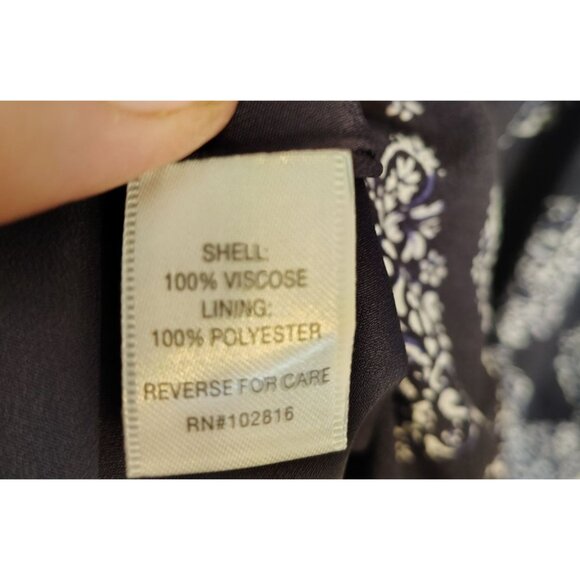 SHELL:
100% VISCOSE
LINING:
100% POLYESTER
REVERSE FOR CARE
RN#102816